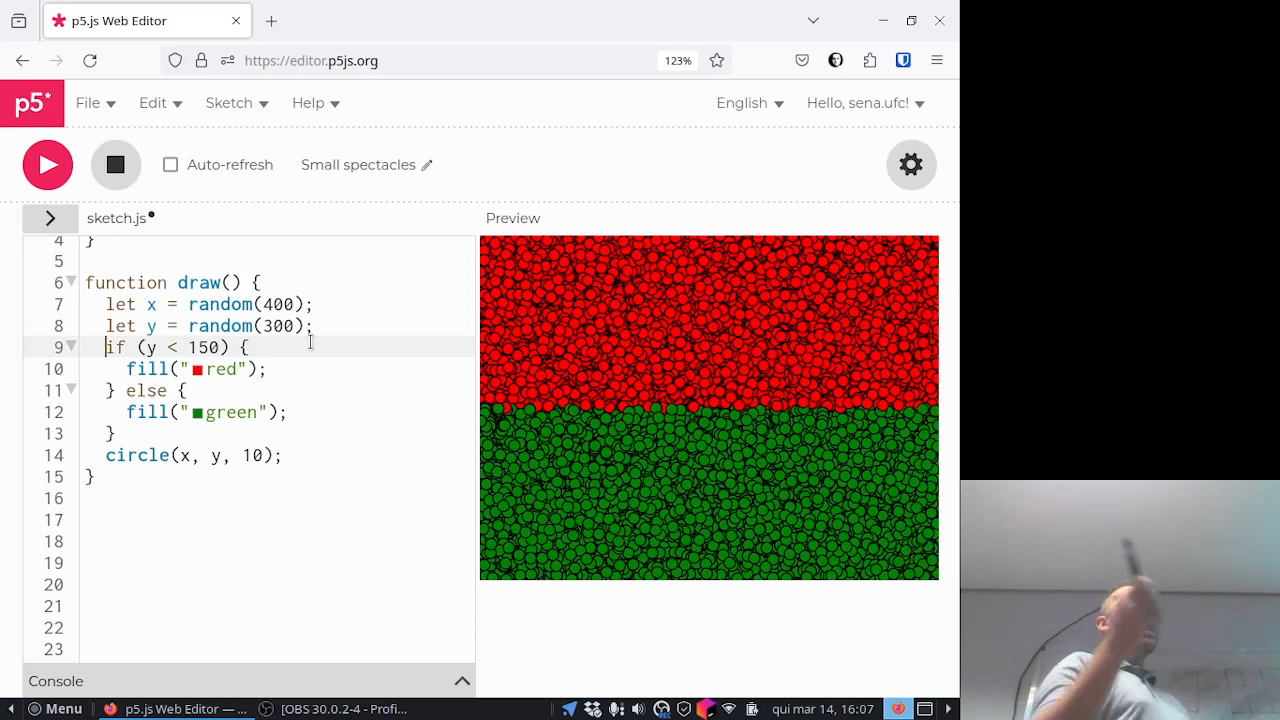 p5.js Web Editor
https://editor.p5js.org
123%
p5* File Edit Sketch Help English Hello, sena.ufc!
Auto-refresh Small spectacles
sketch.js Preview
4 }
5
6 function draw() {
7 let x = random(400);
8 let y = random(300);
9 if (y < 150) {
10 fill("red");
11 } else {
12 fill("green");
13 }
14 circle(x, y, 10);
15 }
16
17
18
19
20
21
22
23
Console
Menu p5.js Web Editor — ... [OBS 30.0.2-4 - Profi... REC qui mar 14, 16:07